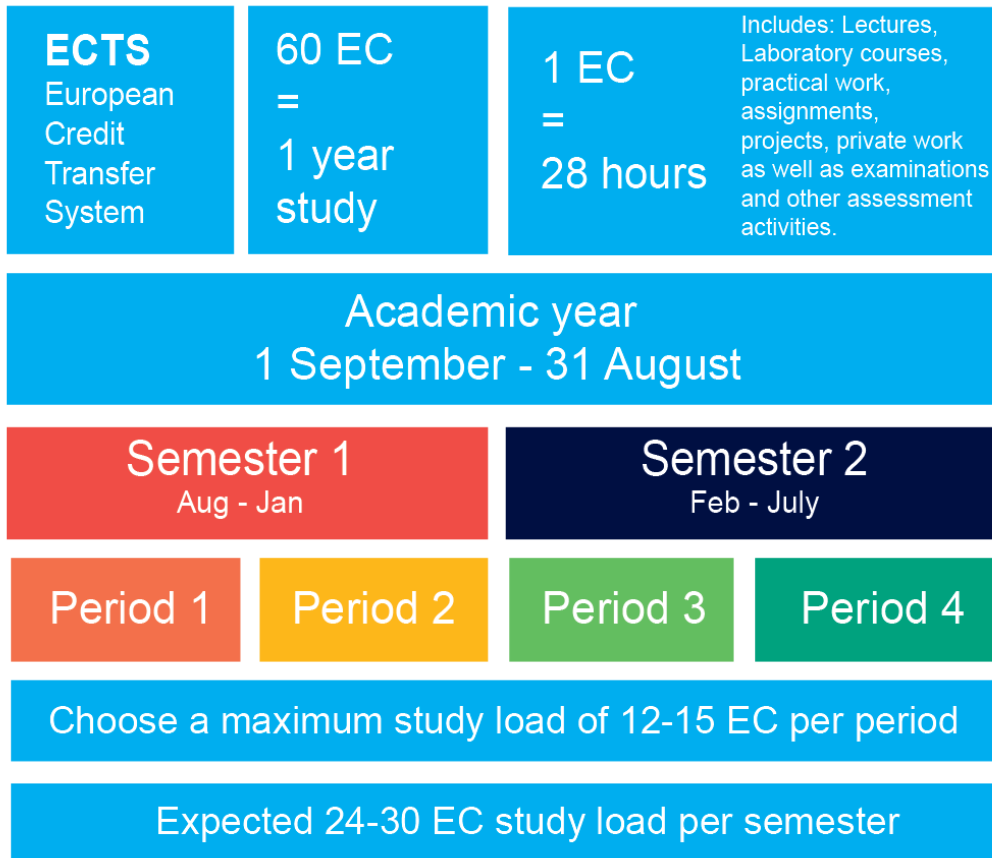 ECTS
European
Credit
Transfer
System
60 EC
=
1 year
study
1 EC
=
28 hours
Includes: Lectures,
Laboratory courses,
practical work,
assignments,
projects, private work
as well as examinations
and other assessment
activities.
Academic year
1 September - 31 August
Semester 1
Aug - Jan
Semester 2
Feb - July
Period 1
Period 2
Period 3
Period 4
Choose a maximum study load of 12-15 EC per period
Expected 24-30 EC study load per semester